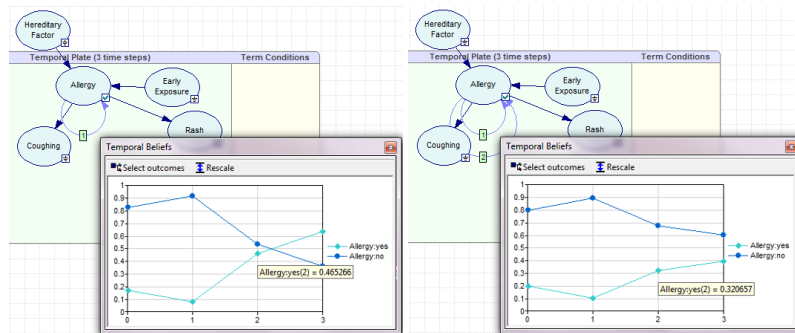 Hereditary
Factor
Temporal Plate (3 time steps)
Term Conditions
Allergy
Early
Exposure
1
Coughing
Rash
Temporal Beliefs
Select outcomes
Rescale
1
0.9
0.8
0.7
0.6
0.5
0.4
0.3
0.2
0.1
0
0
1
2
3
Allergy:yes
Allergy:no
Allergy:yes(2) = 0.465266
Hereditary
Factor
Temporal Plate (3 time steps)
Term Conditions
Allergy
Early
Exposure
1
2
Coughing
Rash
Temporal Beliefs
Select outcomes
Rescale
1
0.9
0.8
0.7
0.6
0.5
0.4
0.3
0.2
0.1
0
0
1
2
3
Allergy:yes
Allergy:no
Allergy:yes(2) = 0.320657